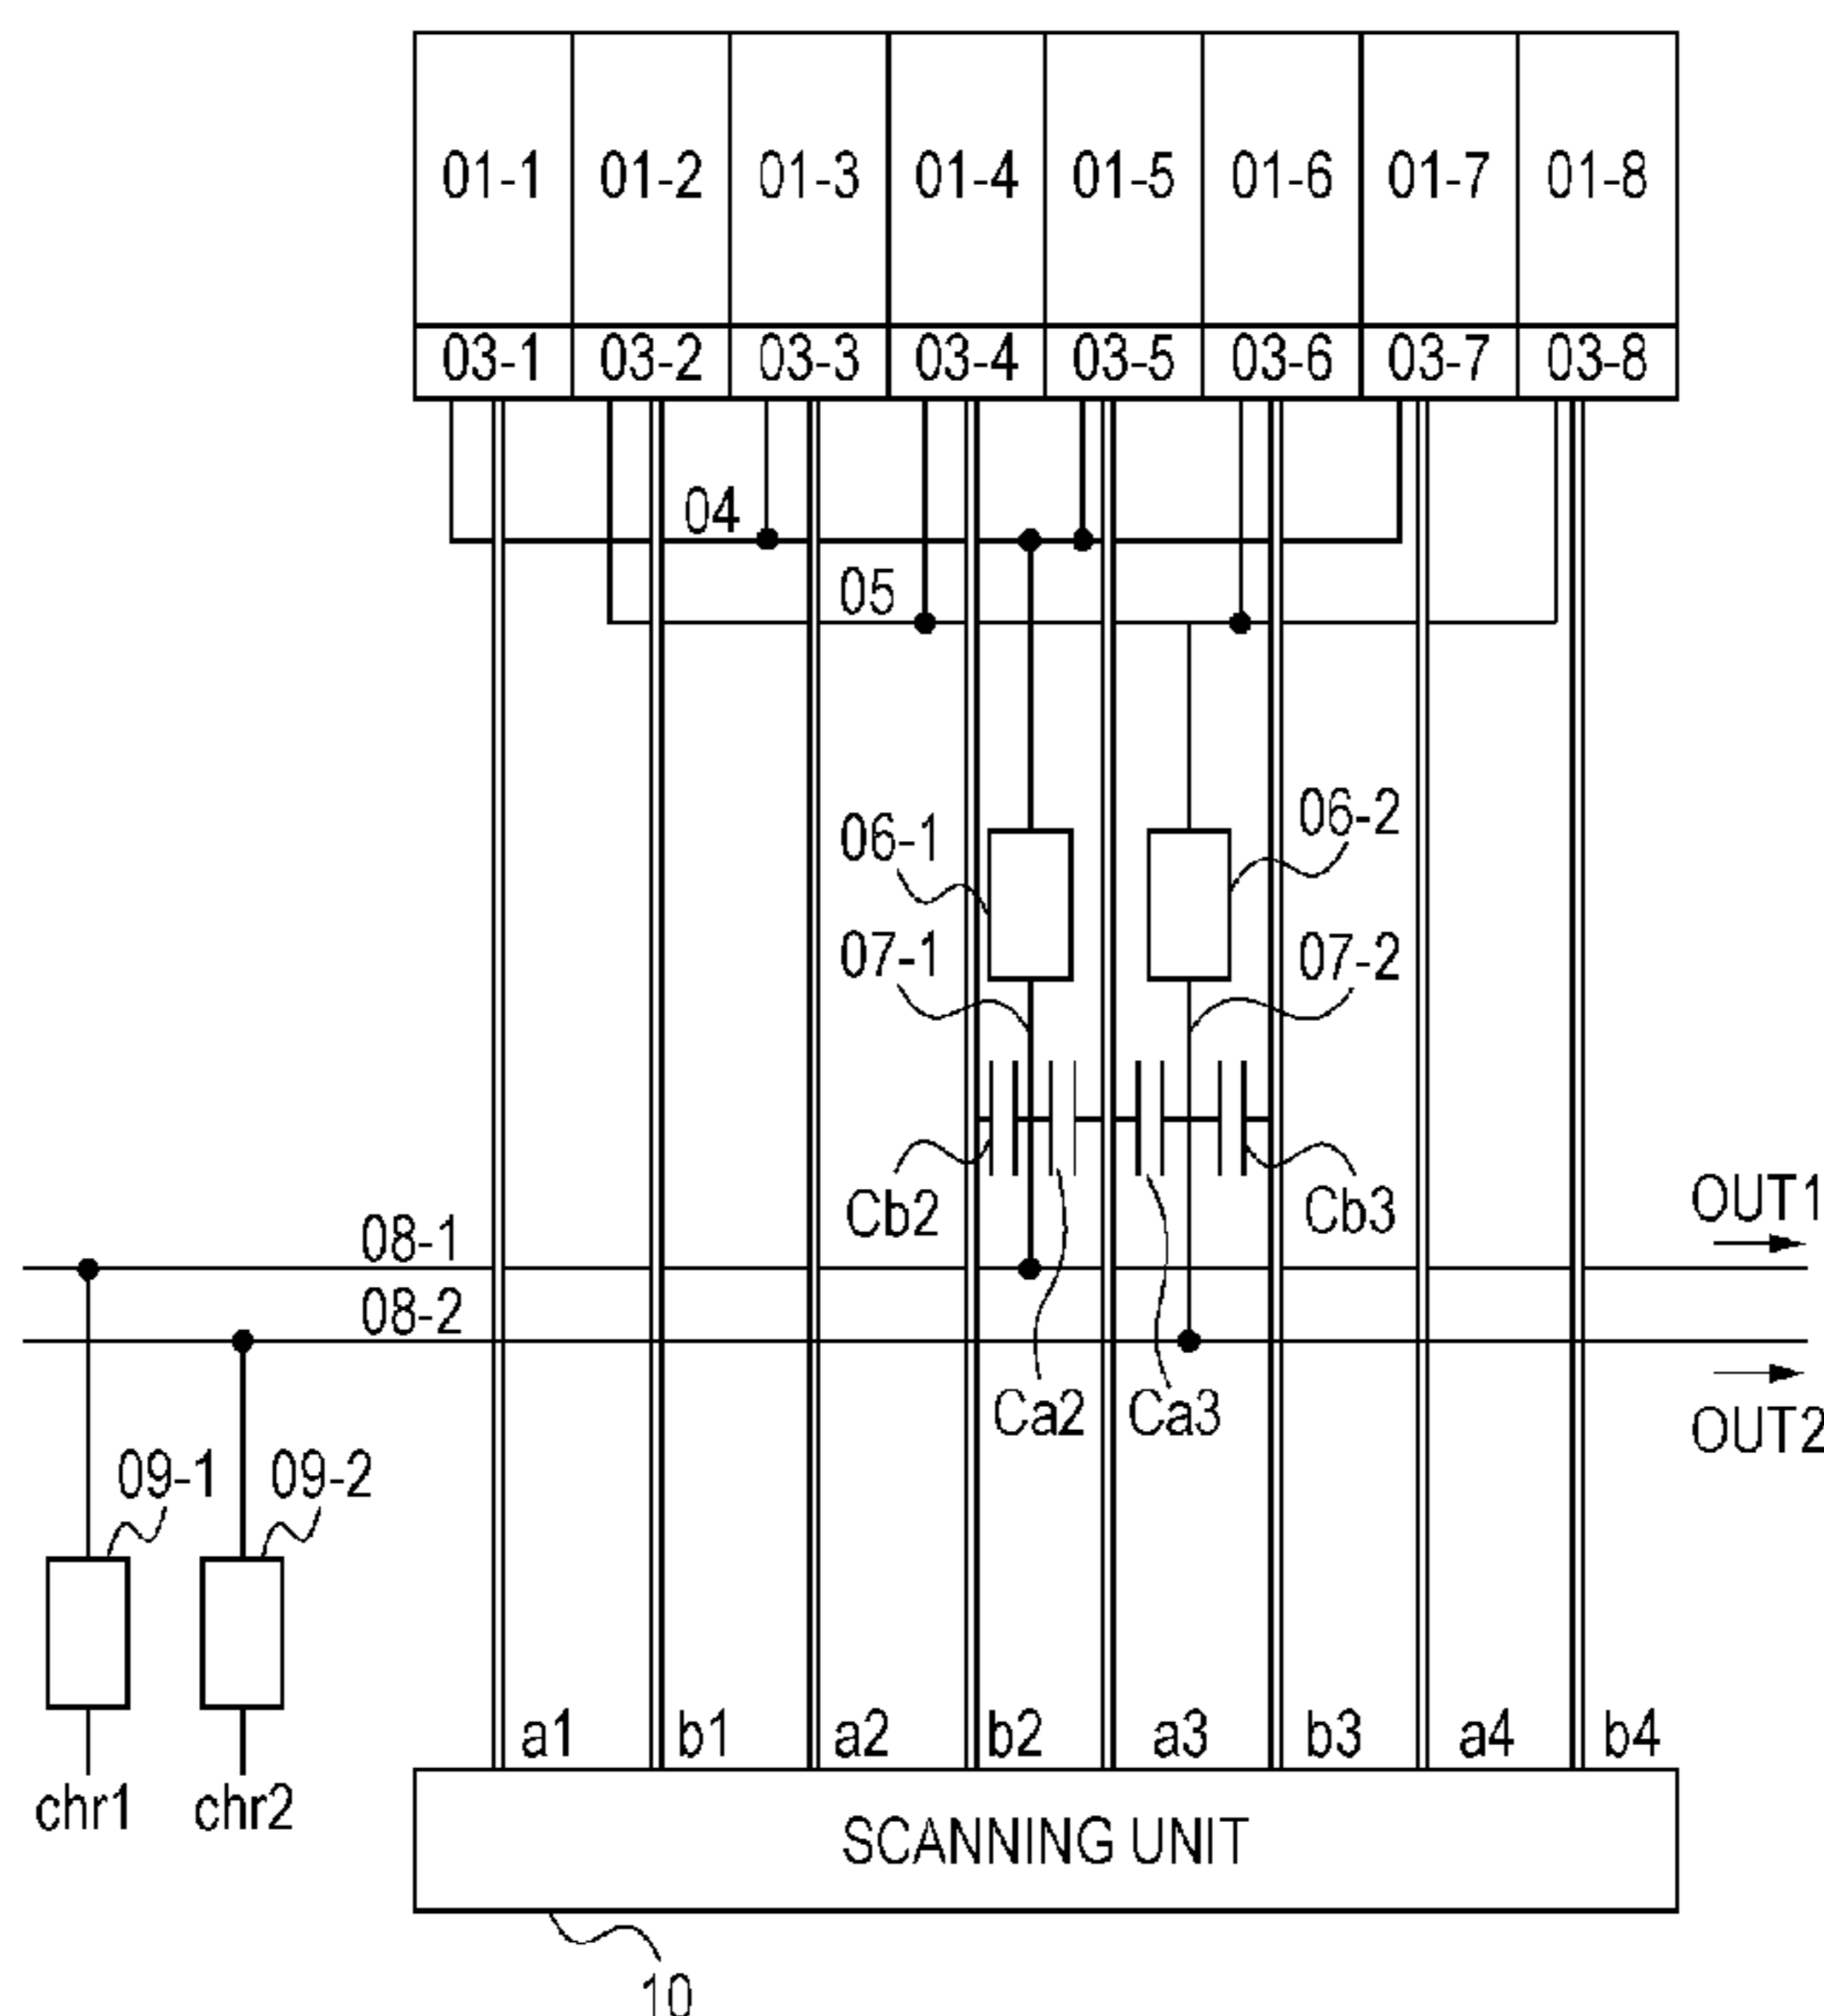 01-1 01-2 01-3 01-4 01-5 01-6 01-7 01-8
03-1 03-2 03-3 03-4 03-5 03-6 03-7 03-8
04
05
06-1 06-2
07-1 07-2
Cb2 Cb3
OUT1
08-1
08-2
Ca2 Ca3
OUT2
09-1 09-2
a1 b1 a2 b2 a3 b3 a4 b4
chr1 chr2
SCANNING UNIT
10